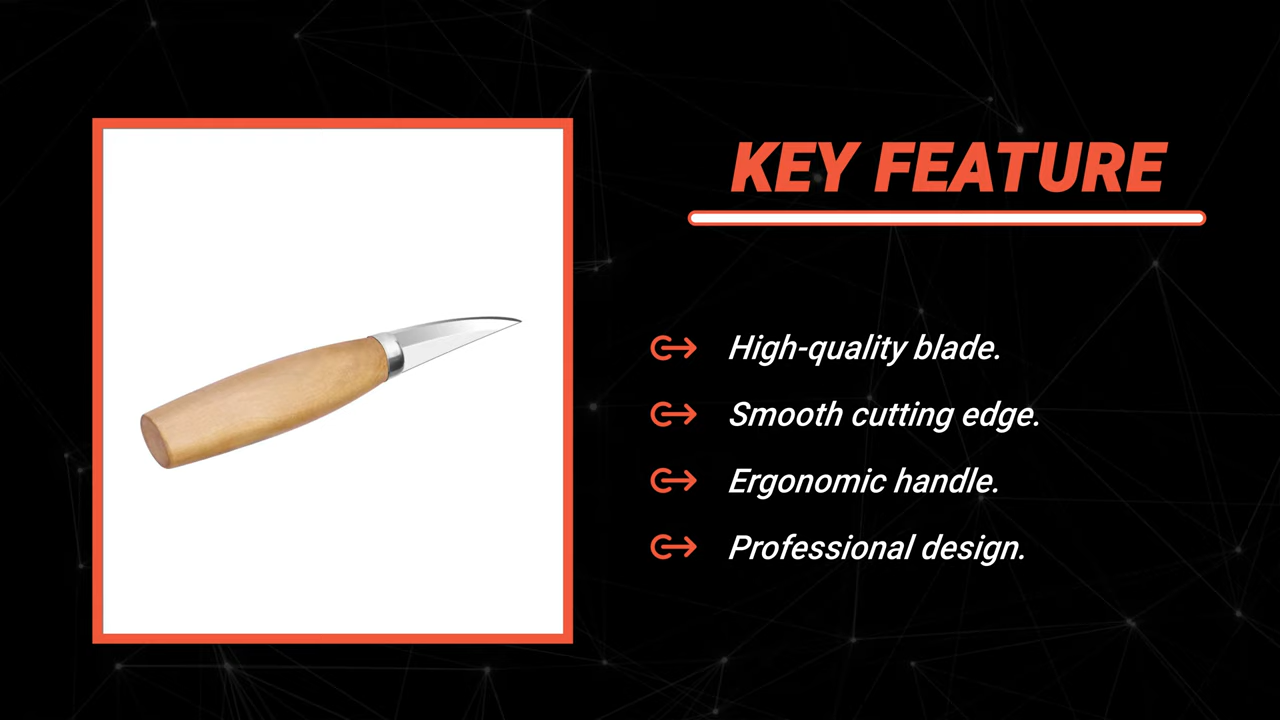 KEY FEATURE
High-quality blade.
Smooth cutting edge.
Ergonomic handle.
Professional design.